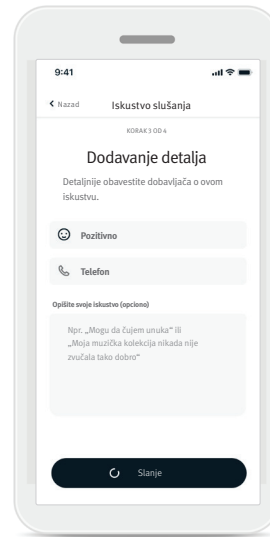 9:41
Nazad
Iskustvo slušanja
KORAK 3 OD 4
Dodavanje detalja
Detaljnije obavestite dobavljača o ovom
iskustvu.
Pozitivno
Telefon
Opišite svoje iskustvo (opciono)
Npr. „Mogu da čujem unuka“ ili
„Moja muzička kolekcija nikada nije
zvučala tako dobro“
Slanje